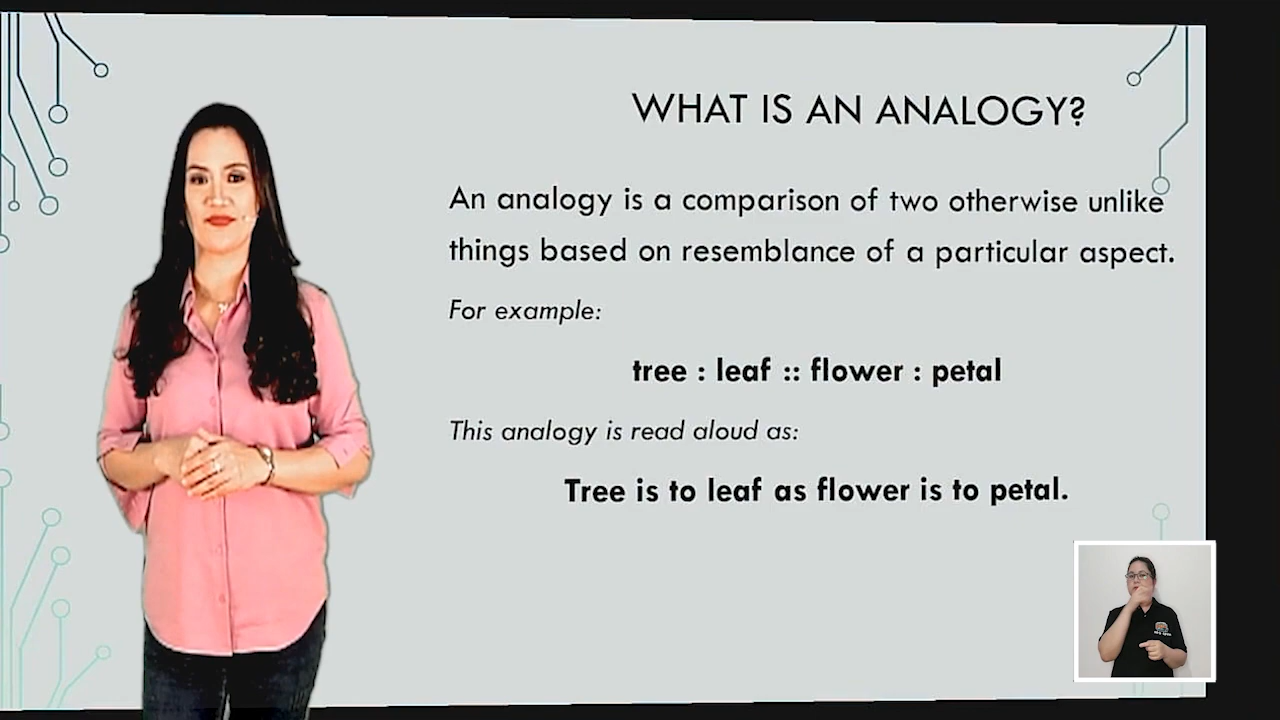 WHAT IS AN ANALOGY?
An analogy is a comparison of two otherwise unlike
things based on resemblance of a particular aspect.
For example:
tree : leaf :: flower : petal
This analogy is read aloud as:
Tree is to leaf as flower is to petal.